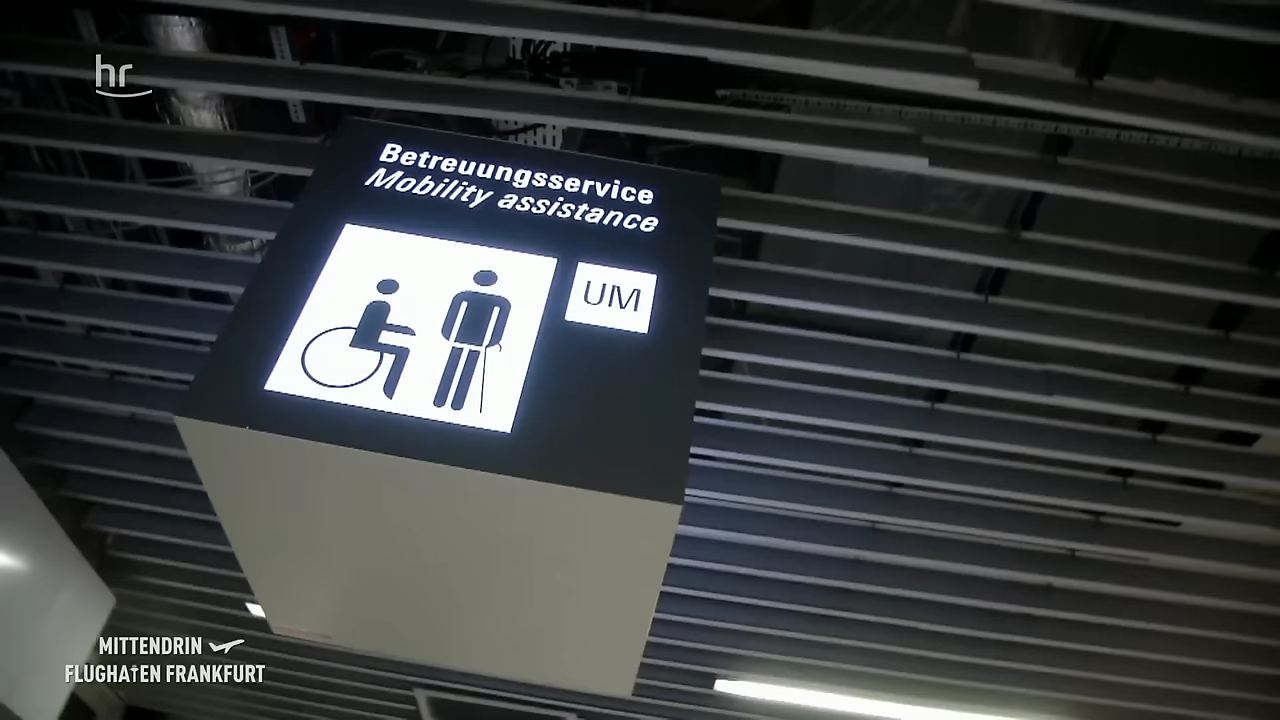 hr
Betreuungsservice
Mobility assistance
UM
MITTENDRIN
FLUGHAFEN FRANKFURT